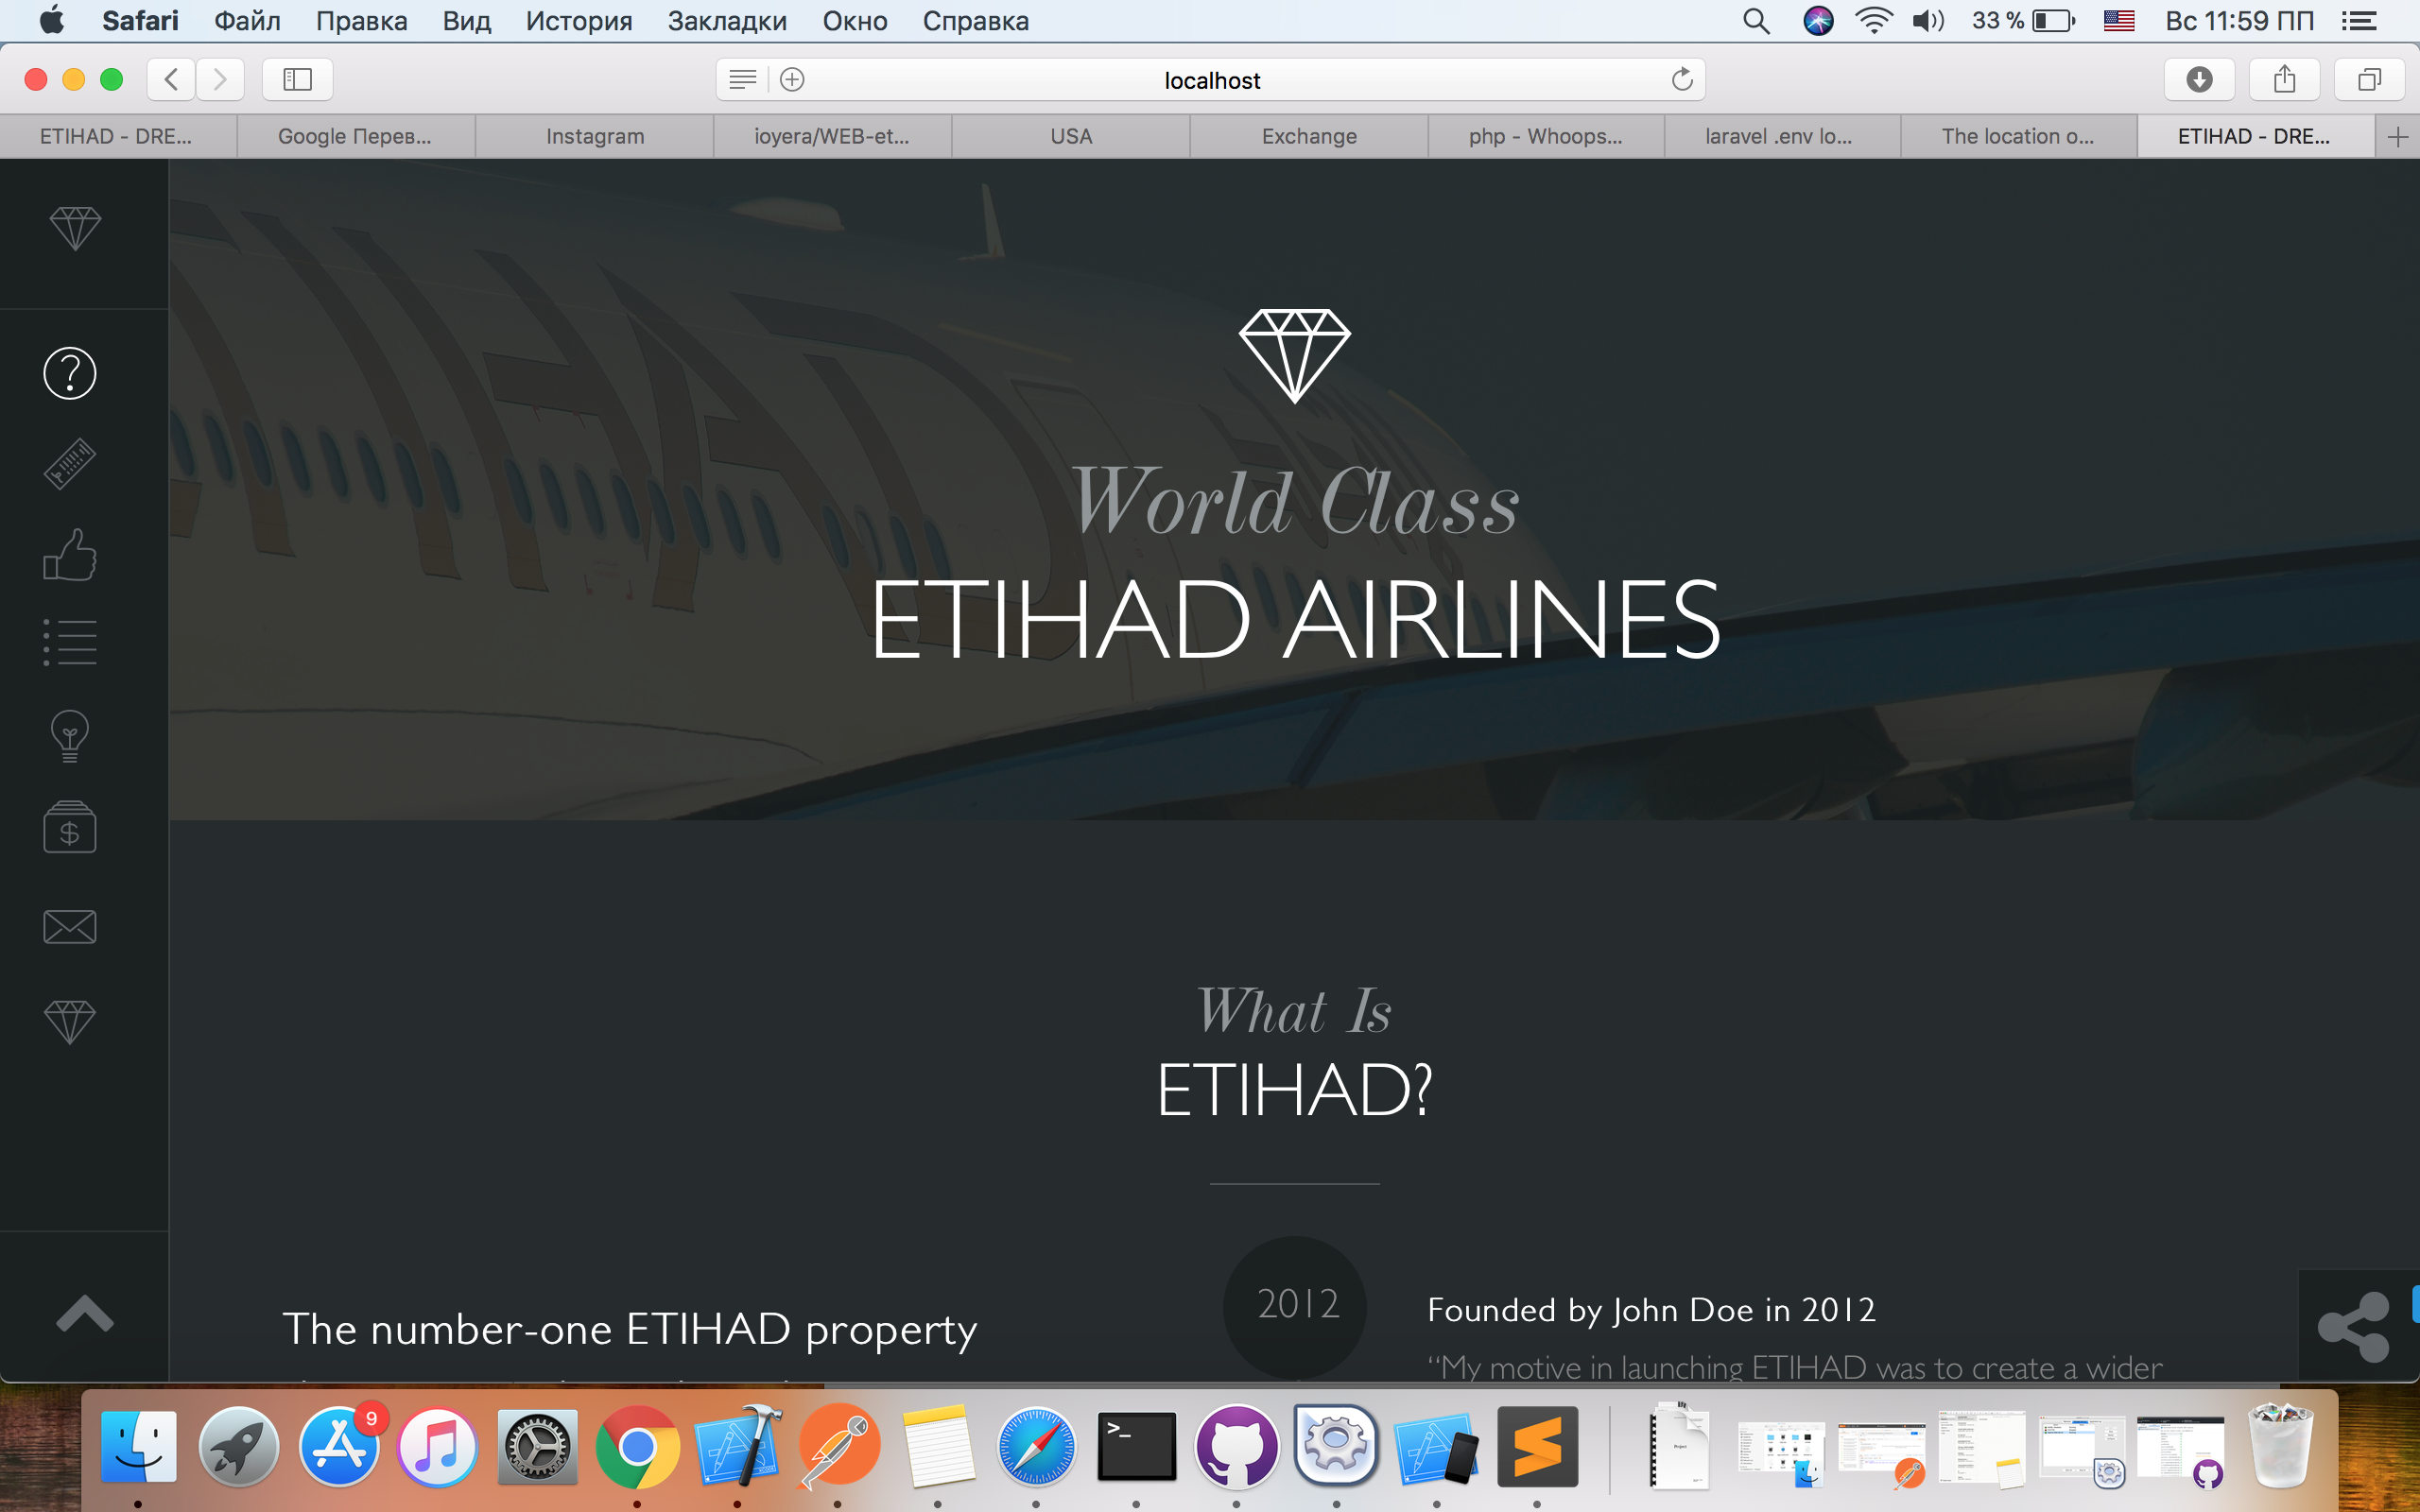 Safari Файл Правка Вид История Закладки Окно Справка 33 % Вс 11:59 ПП
localhost
ETIHAD - DRE... Google Перев... Instagram ioyera/WEB-et... USA Exchange php - Whoops... laravel .env lo... The location o... ETIHAD - DRE...
World Class
ETIHAD AIRLINES
What Is
ETIHAD?
2012
The number-one ETIHAD property
Founded by John Doe in 2012
“My motive in launching ETIHAD was to create a wider
9
>_
Project